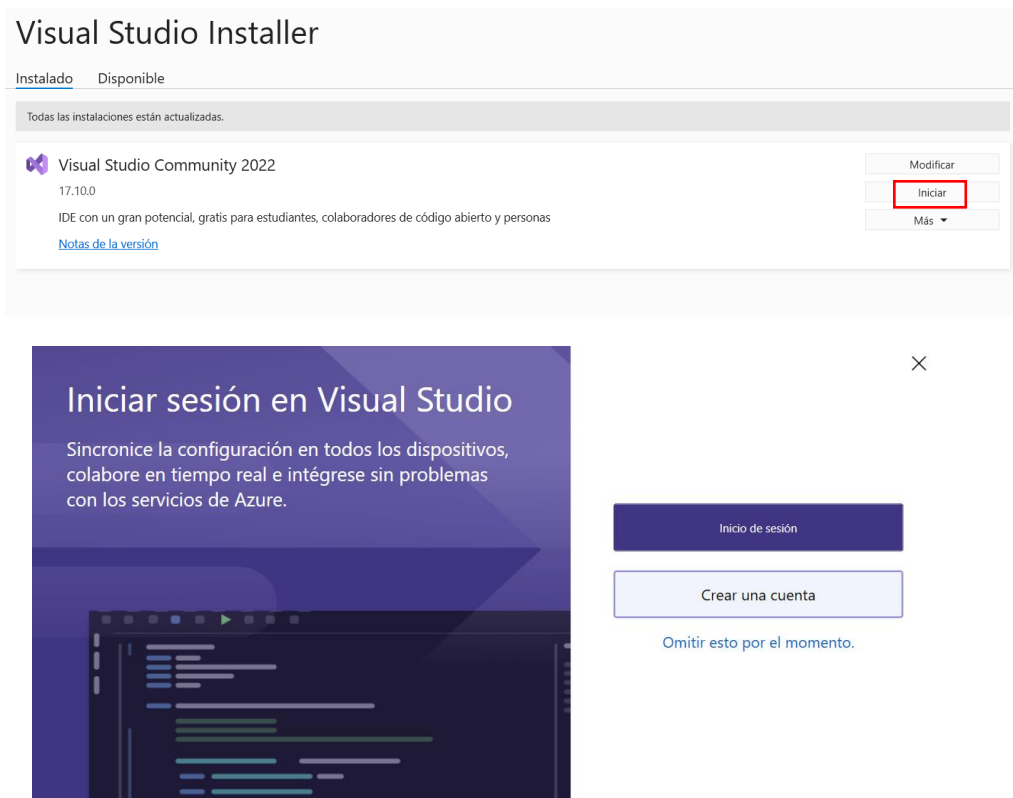 Visual Studio Installer
Instalado Disponible
Todas las instalaciones están actualizadas.
Visual Studio Community 2022
Modificar
17.10.0
Iniciar
IDE con un gran potencial, gratis para estudiantes, colaboradores de código abierto y personas
Más
Notas de la versión
Iniciar sesión en Visual Studio
Sincronice la configuración en todos los dispositivos,
colabore en tiempo real e intégrese sin problemas
con los servicios de Azure.
Inicio de sesión
Crear una cuenta
Omitir esto por el momento.